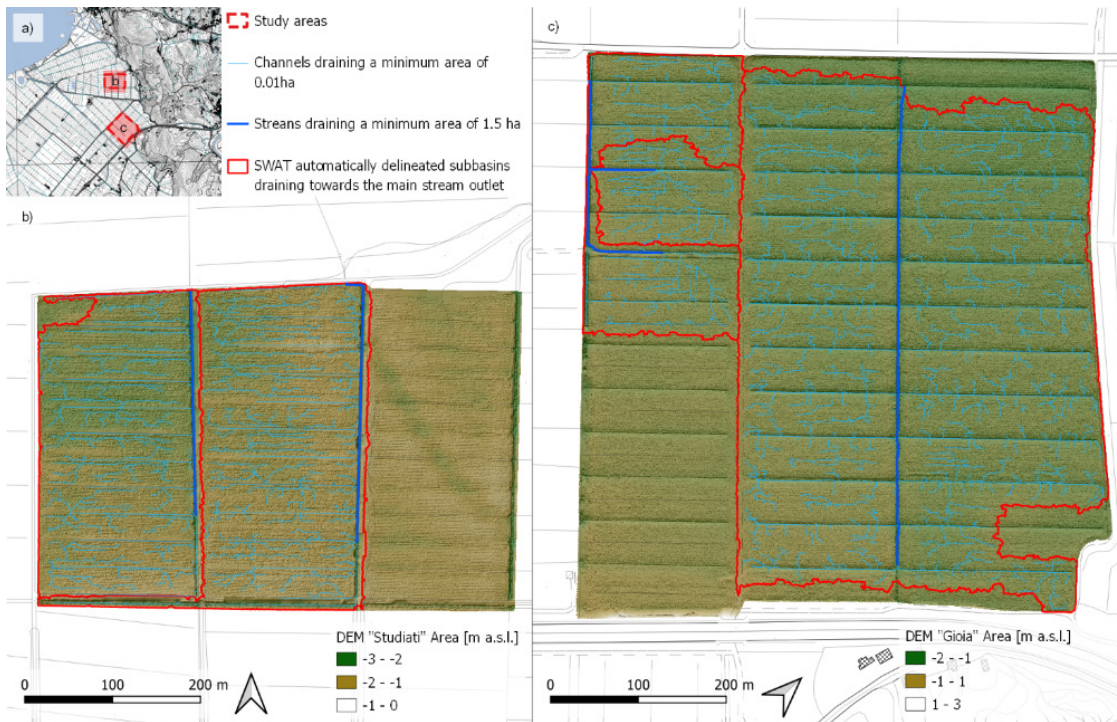 a)
b
c
Study areas
Channels draining a minimum area of
0.01ha
Streans draining a minimum area of 1.5 ha
SWAT automatically delineated subbasins
draining towards the main stream outlet
b)
DEM "Studiati" Area [m a.s.l.]
-3 - -2
-2 - -1
-1 - 0
0 100 200 m
c)
DEM "Gioia" Area [m a.s.l.]
-2 - -1
-1 - 1
1 - 3
0 100 200 m